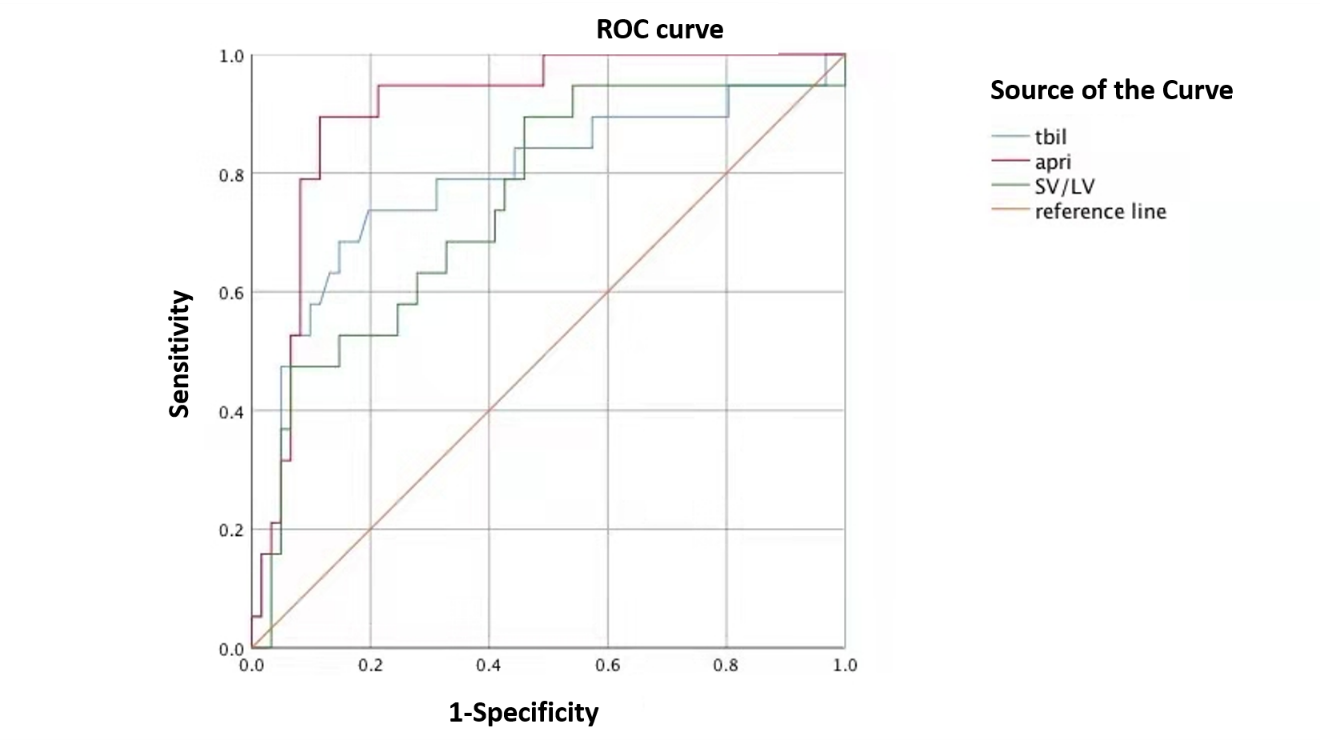 ROC curve
1.0
0.8
0.6
0.4
0.2
0.0
Sensitivity
0.0 0.2 0.4 0.6 0.8 1.0
1-Specificity
Source of the Curve
tbil
apri
SV/LV
reference line